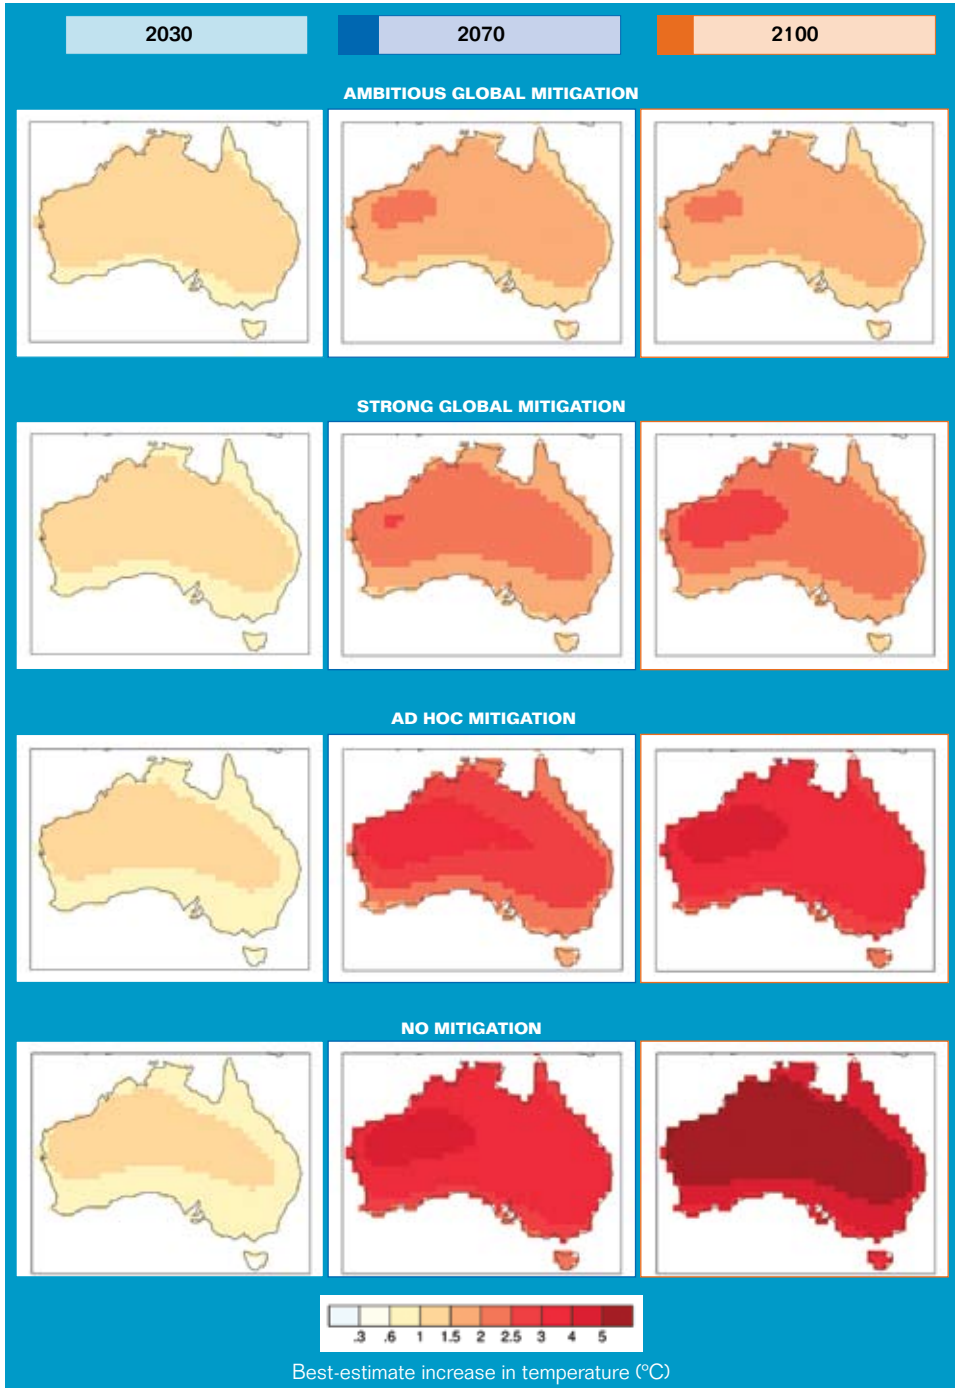 2030 2070 2100
AMBITIOUS GLOBAL MITIGATION
STRONG GLOBAL MITIGATION
AD HOC MITIGATION
NO MITIGATION
.3 .6 1 1.5 2 2.5 3 4 5
Best-estimate increase in temperature (°C)